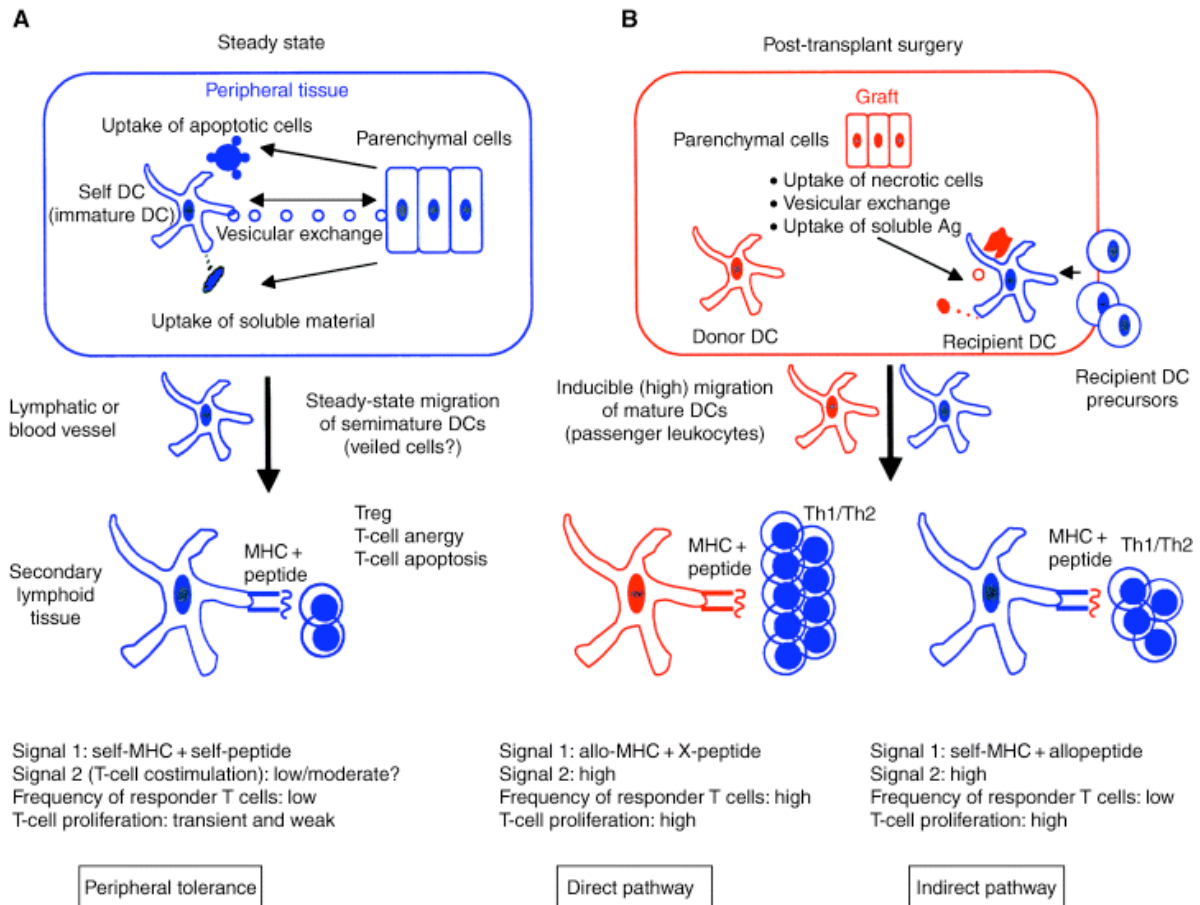 A
Steady state
Peripheral tissue
Uptake of apoptotic cells
Parenchymal cells
Self DC
(immature DC)
Vesicular exchange
Uptake of soluble material
Lymphatic or
blood vessel
Steady-state migration
of semimature DCs
(veiled cells?)
Treg
T-cell anergy
T-cell apoptosis
MHC +
peptide
Secondary
lymphoid
tissue
Signal 1: self-MHC + self-peptide
Signal 2 (T-cell costimulation): low/moderate?
Frequency of responder T cells: low
T-cell proliferation: transient and weak
Peripheral tolerance
B
Post-transplant surgery
Graft
Parenchymal cells
• Uptake of necrotic cells
• Vesicular exchange
• Uptake of soluble Ag
Donor DC
Recipient DC
Recipient DC
precursors
Inducible (high) migration
of mature DCs
(passenger leukocytes)
MHC +
peptide
Th1/Th2
Signal 1: allo-MHC + X-peptide
Signal 2: high
Frequency of responder T cells: high
T-cell proliferation: high
Direct pathway
MHC +
peptide
Th1/Th2
Signal 1: self-MHC + allopeptide
Signal 2: high
Frequency of responder T cells: low
T-cell proliferation: high
Indirect pathway